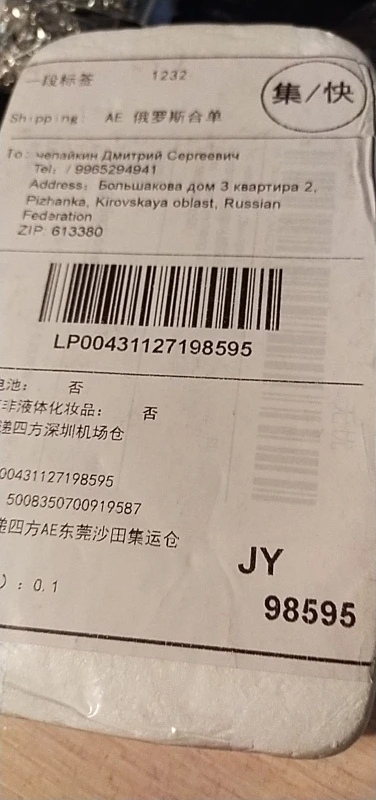 一段标签 1232
集/快
Shipping: AE 俄罗斯合单
To: чепайкин Дмитрий Сергеевич
Tel: / 9965294941
Address: Большакова дом 3 квартира 2,
Pizhanka, Kirovskaya oblast, Russian
Federation
ZIP: 613380
LP00431127198595
电池： 否
非液体化妆品： 否
递四方深圳机场仓
00431127198595
5008350700919587
递四方AE东莞沙田集运仓
JY
) : 0.1
98595